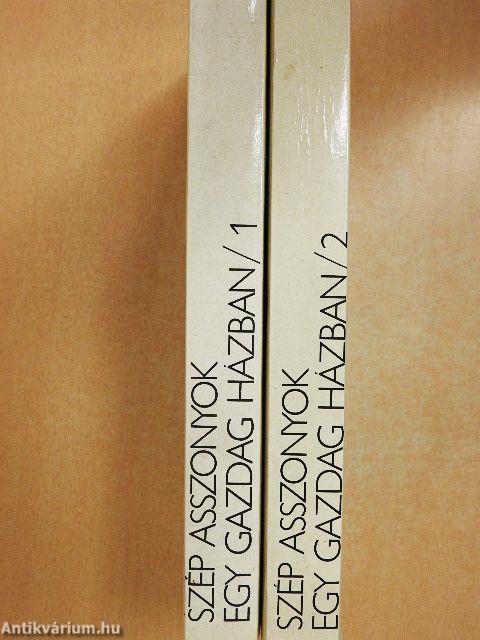 SZÉP ASSZONYOK
EGY GAZDAG HÁZBAN/1
SZÉP ASSZONYOK
EGY GAZDAG HÁZBAN/2
Antikvárium.hu